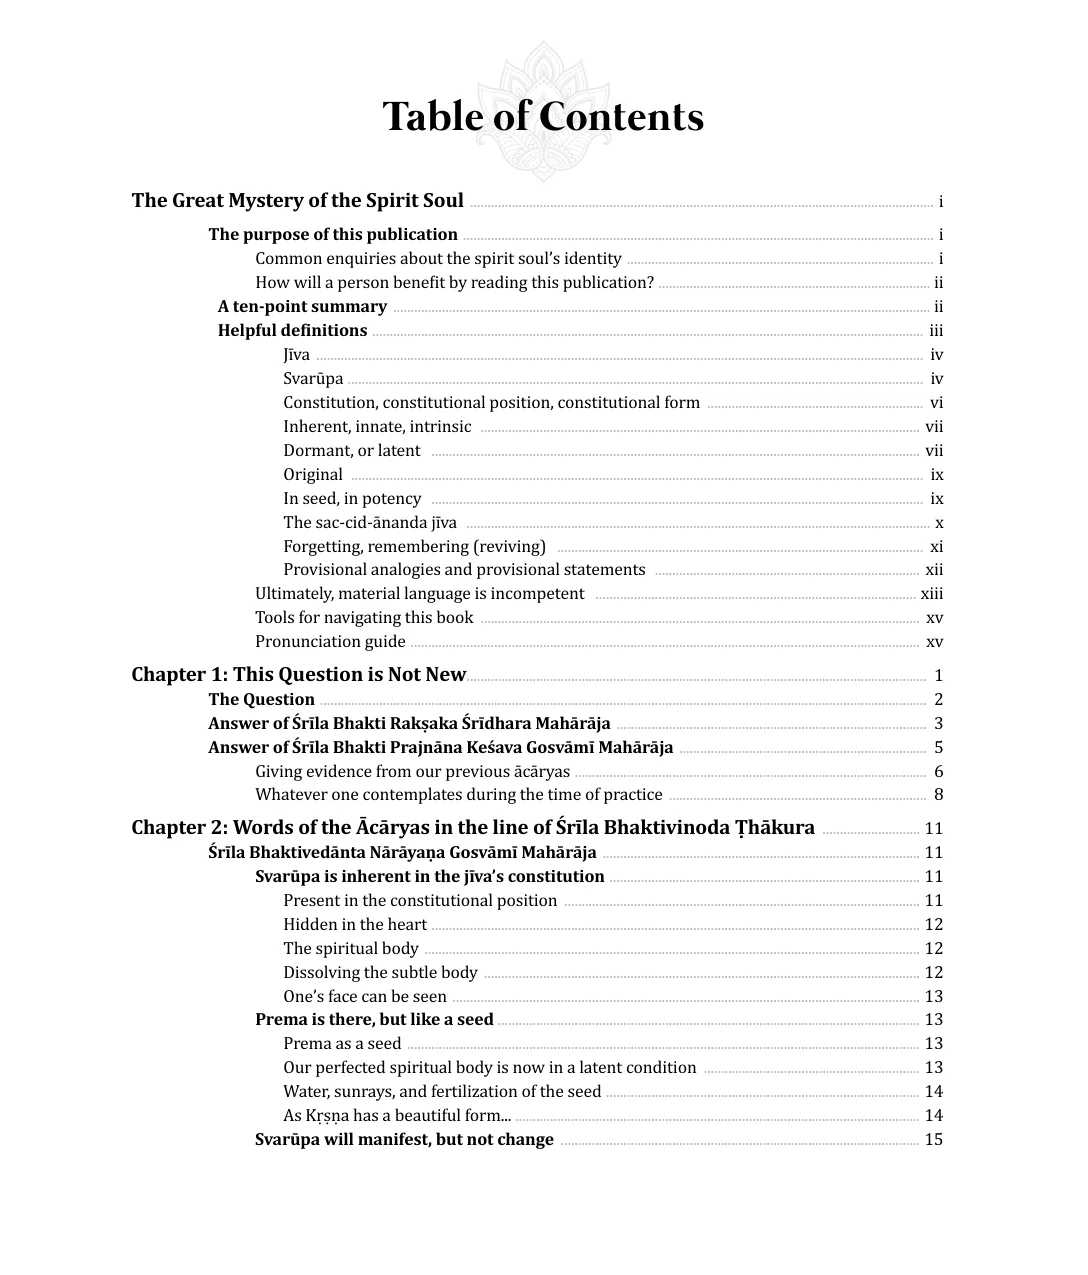 Table of Contents
The Great Mystery of the Spirit Soul i
The purpose of this publication i
Common enquiries about the spirit soul’s identity i
How will a person benefit by reading this publication? ii
A ten-point summary ii
Helpful definitions iii
Jīva iv
Svarūpa iv
Constitution, constitutional position, constitutional form vi
Inherent, innate, intrinsic vii
Dormant, or latent vii
Original ix
In seed, in potency ix
The sac-cid-ānanda jīva x
Forgetting, remembering (reviving) xi
Provisional analogies and provisional statements xii
Ultimately, material language is incompetent xiii
Tools for navigating this book xv
Pronunciation guide xv
Chapter 1: This Question is Not New 1
The Question 2
Answer of Śrīla Bhakti Rakṣaka Śrīdhara Mahārāja 3
Answer of Śrīla Bhakti Prajnāna Keśava Gosvāmī Mahārāja 5
Giving evidence from our previous ācāryas 6
Whatever one contemplates during the time of practice 8
Chapter 2: Words of the Ācāryas in the line of Śrīla Bhaktivinoda Ṭhākura 11
Śrīla Bhaktivedānta Nārāyaṇa Gosvāmī Mahārāja 11
Svarūpa is inherent in the jīva’s constitution 11
Present in the constitutional position 11
Hidden in the heart 12
The spiritual body 12
Dissolving the subtle body 12
One’s face can be seen 13
Prema is there, but like a seed 13
Prema as a seed 13
Our perfected spiritual body is now in a latent condition 13
Water, sunrays, and fertilization of the seed 14
As Kṛṣṇa has a beautiful form... 14
Svarūpa will manifest, but not change 15